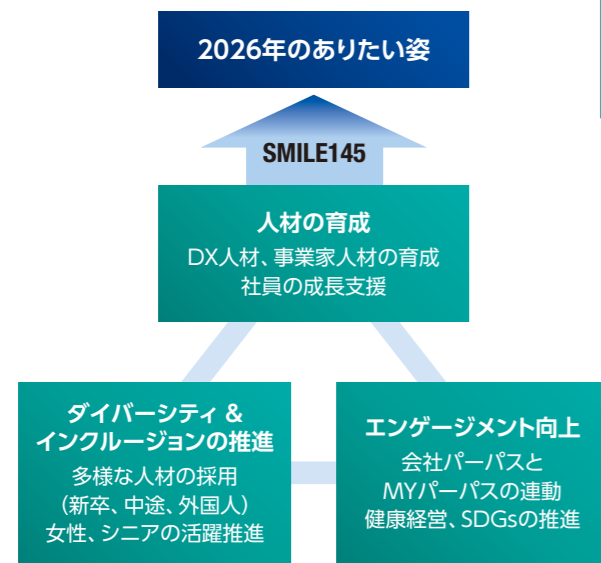 2026年のありたい姿
SMILE145
人材の育成
DX人材、事業家人材の育成
社員の成長支援
ダイバーシティ &
インクルージョンの推進
多様な人材の採用
(新卒、中途、外国人)
女性、シニアの活躍推進
エンゲージメント向上
会社パーパスと
MYパーパスの連動
健康経営、SDGsの推進